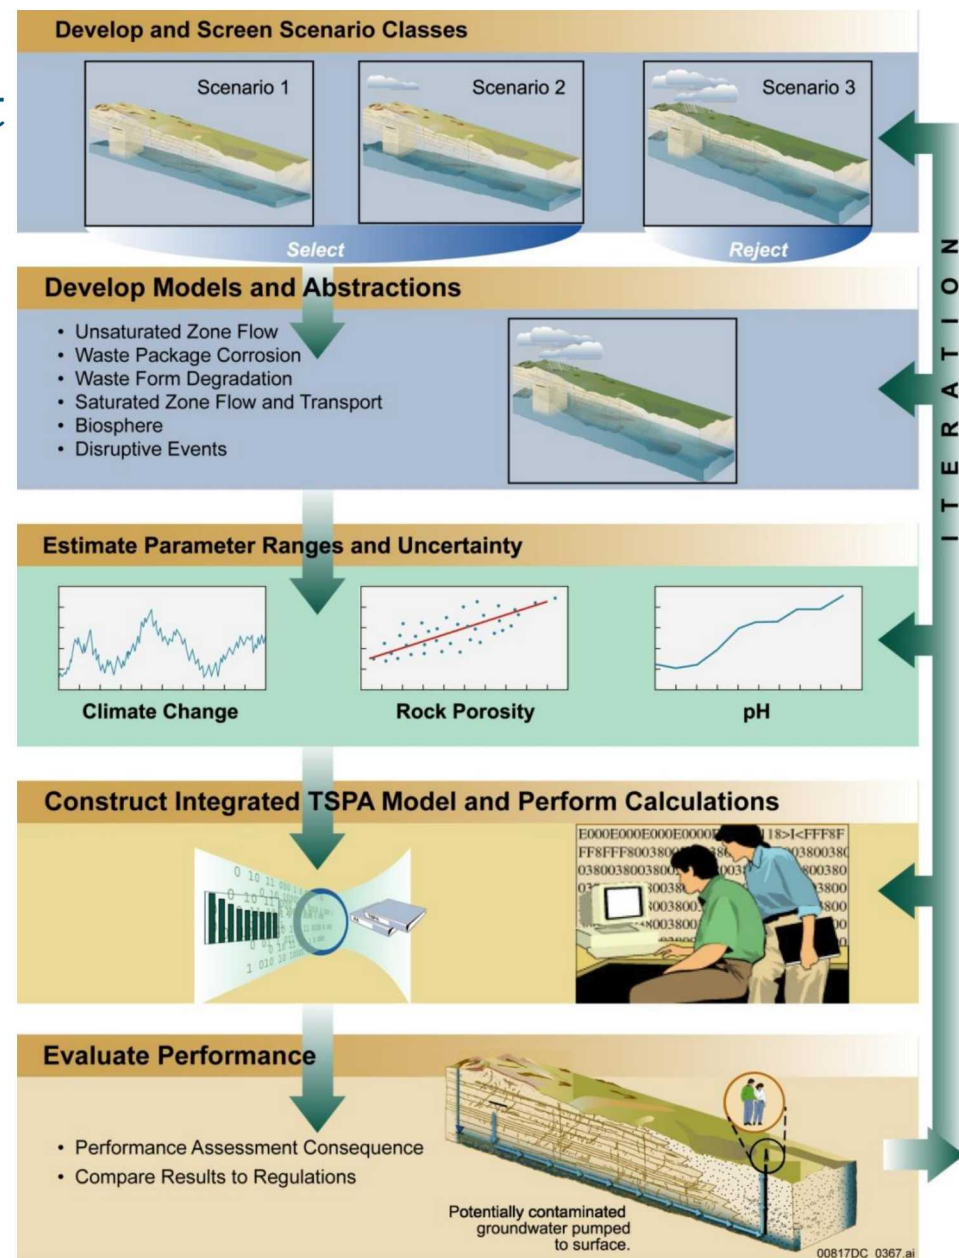 Develop and Screen Scenario Classes
Scenario 1
Scenario 2
Scenario 3
Select
Reject
Develop Models and Abstractions
• Unsaturated Zone Flow
• Waste Package Corrosion
• Waste Form Degradation
• Saturated Zone Flow and Transport
• Biosphere
• Disruptive Events
Estimate Parameter Ranges and Uncertainty
Climate Change
Rock Porosity
pH
Construct Integrated TSPA Model and Perform Calculations
Evaluate Performance
• Performance Assessment Consequence
• Compare Results to Regulations
Potentially contaminated
groundwater pumped
to surface.
ITERATION
00817DC_0367.ai